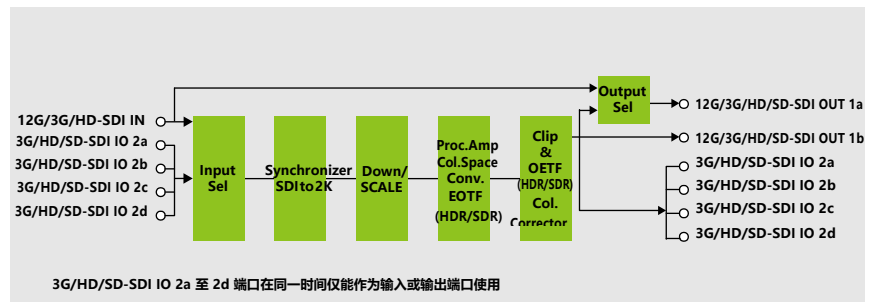 12G/3G/HD-SDI IN
3G/HD/SD-SDI IO 2a
3G/HD/SD-SDI IO 2b
3G/HD/SD-SDI IO 2c
3G/HD/SD-SDI IO 2d
Input
Sel
Synchronizer
SDIto2K
Down/
SCALE
Proc.Amp
Col.Space
Conv.
EOTF
(HDR/SDR)
Clip
&
OETF
(HDR/SDR)
Col.
Corrector
Output
Sel
12G/3G/HD/SD-SDI OUT 1a
12G/3G/HD/SD-SDI OUT 1b
3G/HD/SD-SDI IO 2a
3G/HD/SD-SDI IO 2b
3G/HD/SD-SDI IO 2c
3G/HD/SD-SDI IO 2d
3G/HD/SD-SDI IO 2a 至 2d 端口在同一时间仅能作为输入或输出端口使用